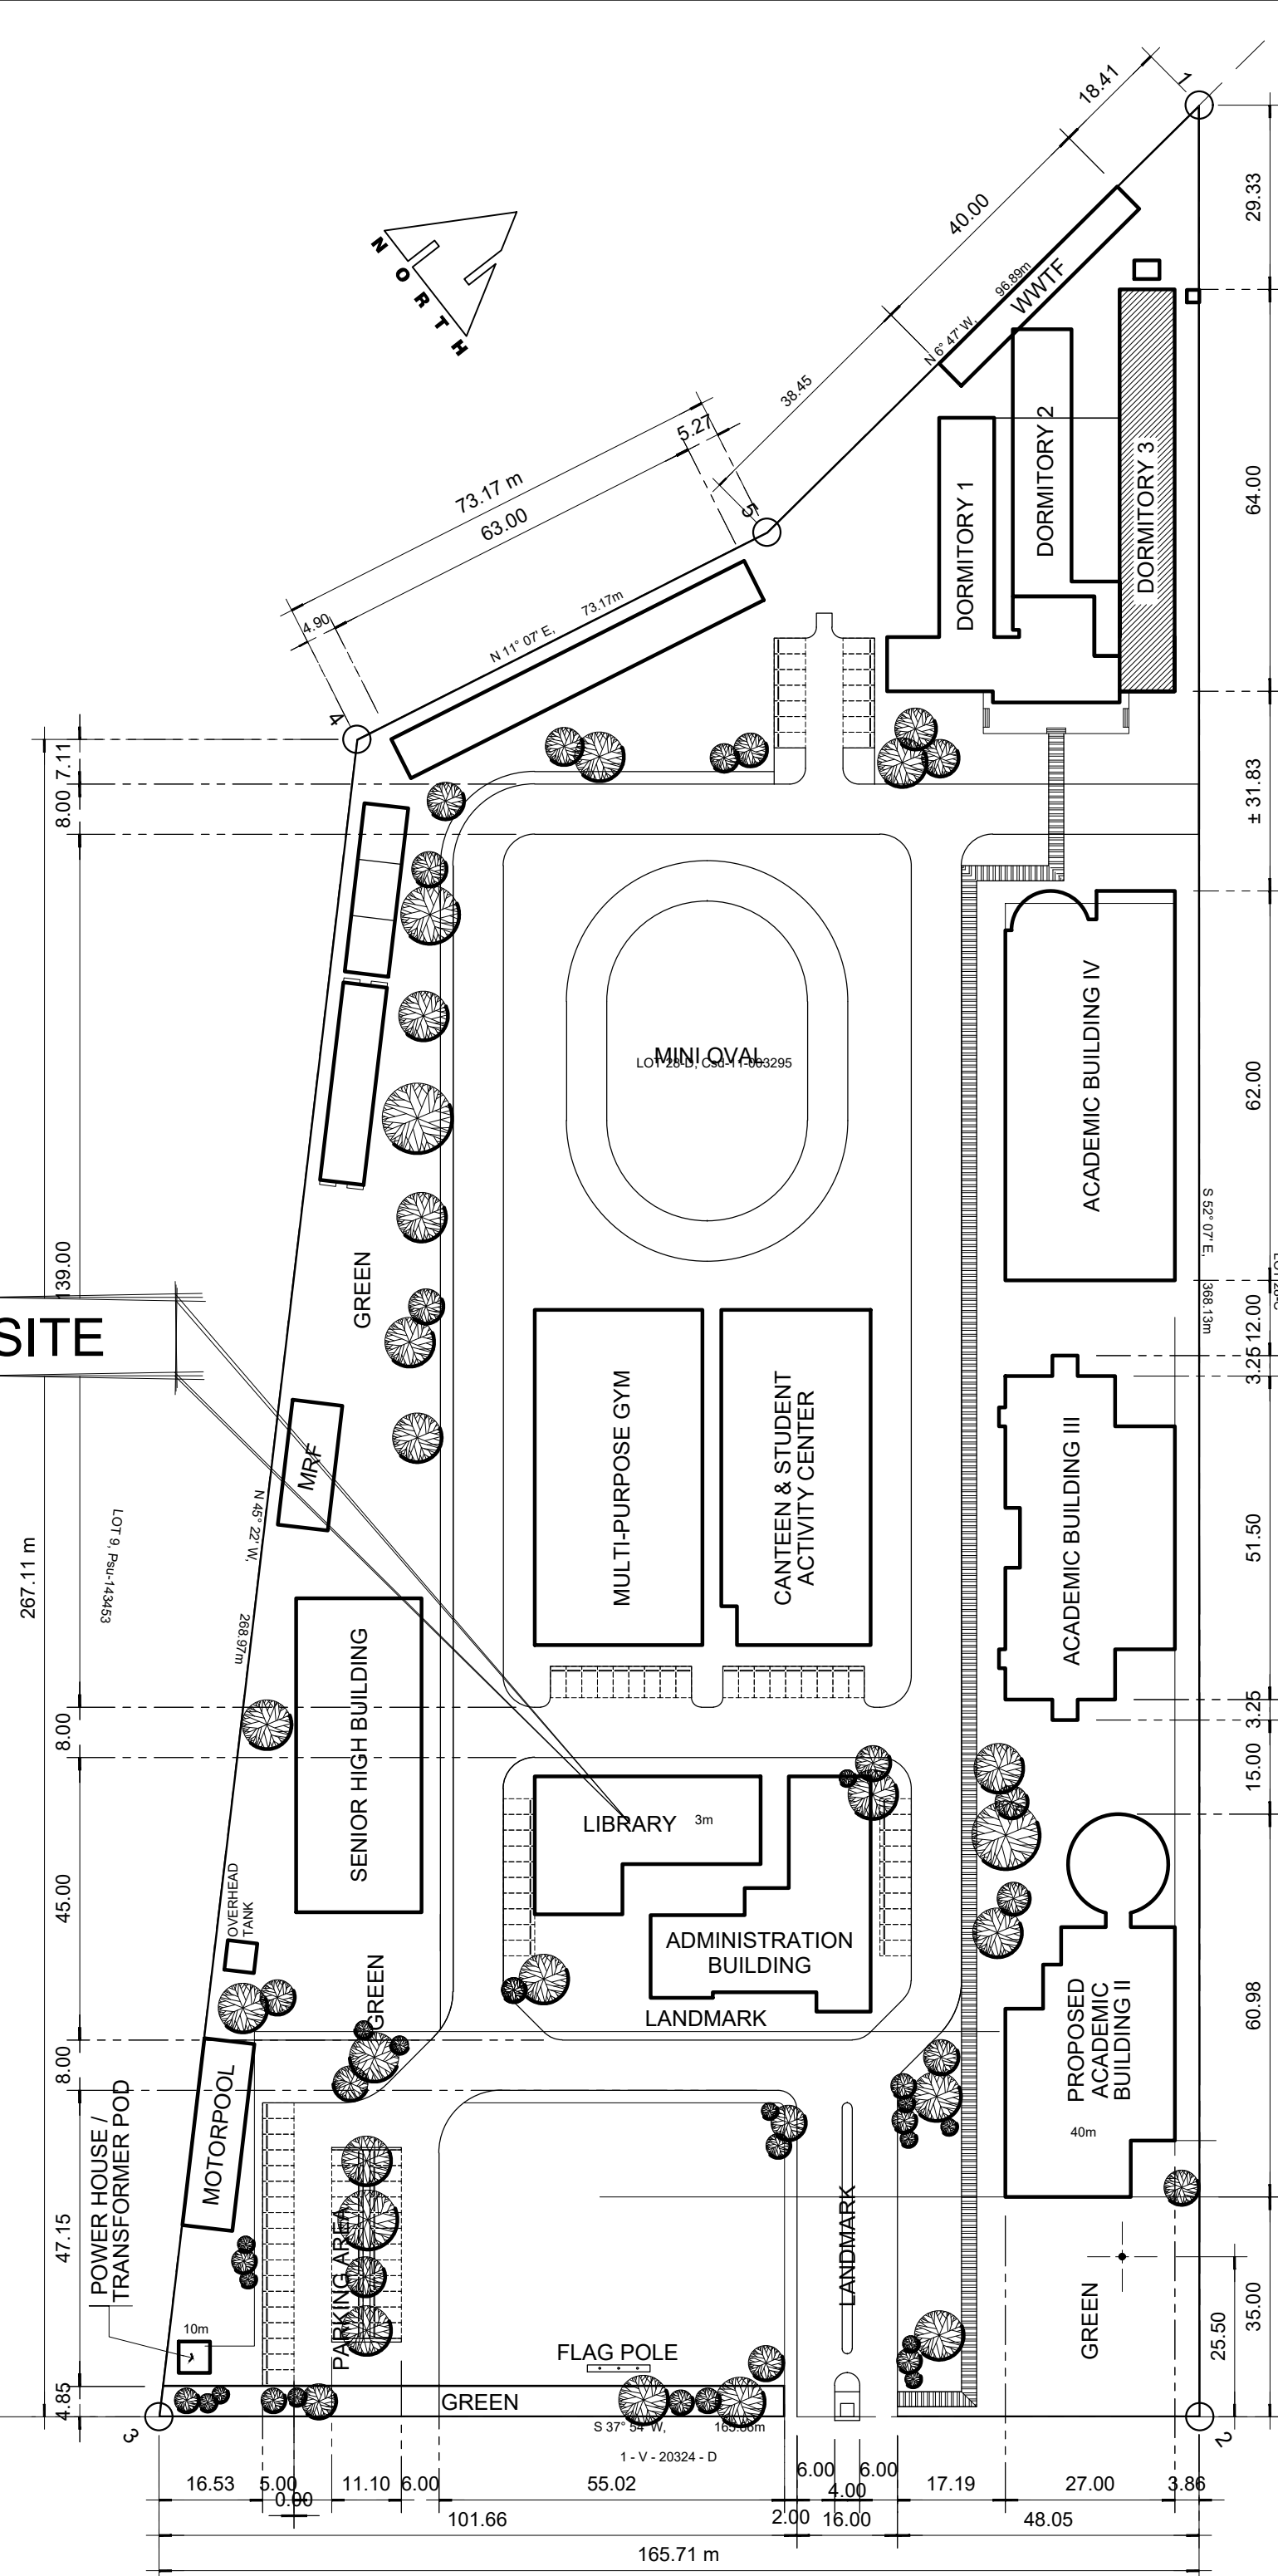 1
18.41
29.33
40.00
NORTH
WWTF
N 6° 47' W,
96.89m
38.45
5.27
73.17 m
63.00
5
DORMITORY 1
DORMITORY 2
DORMITORY 3
64.00
4.90
N 11° 07' E,
73.17m
4
7.11
8.00
± 31.83
MINI OVAL
LOT 28-D, Csd-11-003295
ACADEMIC BUILDING IV
62.00
S 52° 07' E,
368.13m
139.00
GREEN
SITE
12.00
3.25
MULTI-PURPOSE GYM
CANTEEN & STUDENT
ACTIVITY CENTER
ACADEMIC BUILDING III
51.50
MRF
N 45° 22' W,
268.97m
LOT 9, Psu-143453
267.11 m
SENIOR HIGH BUILDING
8.00
3.25
15.00
LIBRARY
3m
45.00
OVERHEAD
TANK
ADMINISTRATION
BUILDING
LANDMARK
GREEN
PROPOSED
ACADEMIC
BUILDING II
40m
60.98
8.00
MOTORPOOL
POWER HOUSE /
TRANSFORMER POD
47.15
PARKING AREA
LANDMARK
GREEN
10m
FLAG POLE
25.50
35.00
4.85
GREEN
3
S 37° 54' W,
165.86m
2
1 - V - 20324 - D
16.53
5.00
0.00
11.10
6.00
55.02
6.00
4.00
6.00
17.19
27.00
3.86
101.66
2.00
16.00
48.05
165.71 m